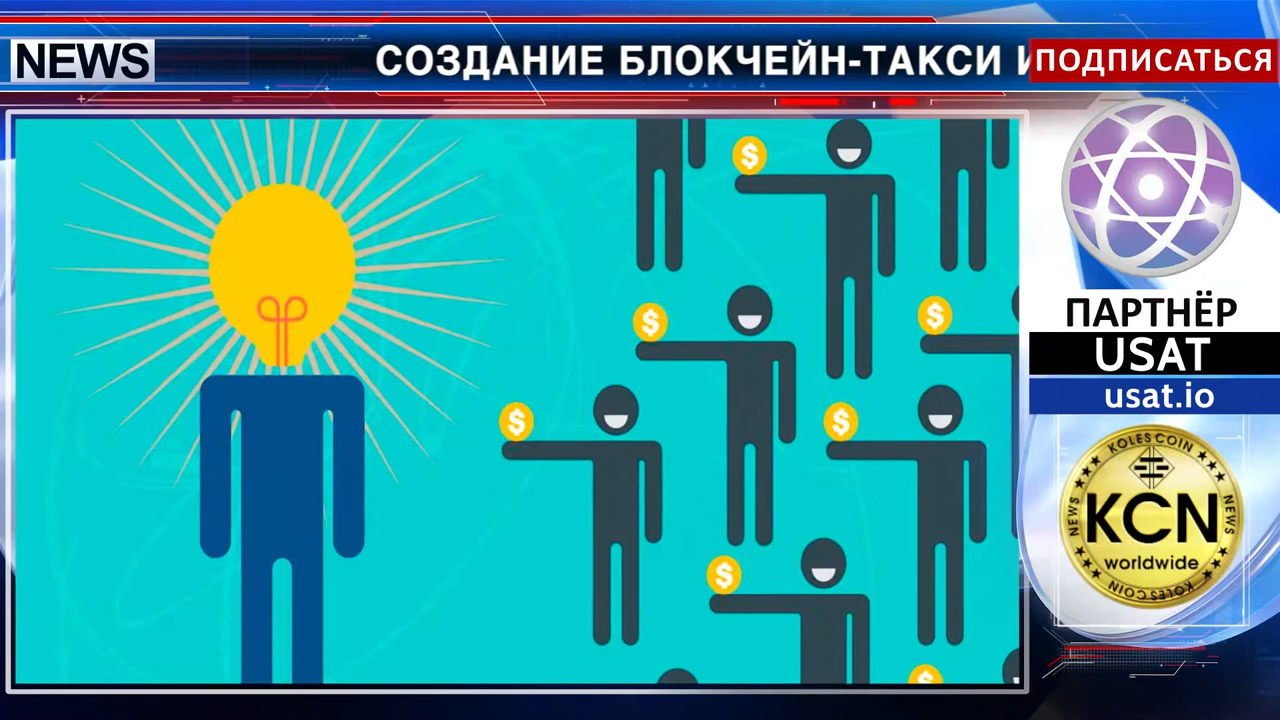 NEWS
СОЗДАНИЕ БЛОКЧЕЙН-ТАКСИ И
ПОДПИСАТЬСЯ
ПАРТНЁР
USAT
usat.io
KOLES COIN
NEWS
KCN
NEWS
worldwide
KOLES COIN
$
$
$
$
$
$
$